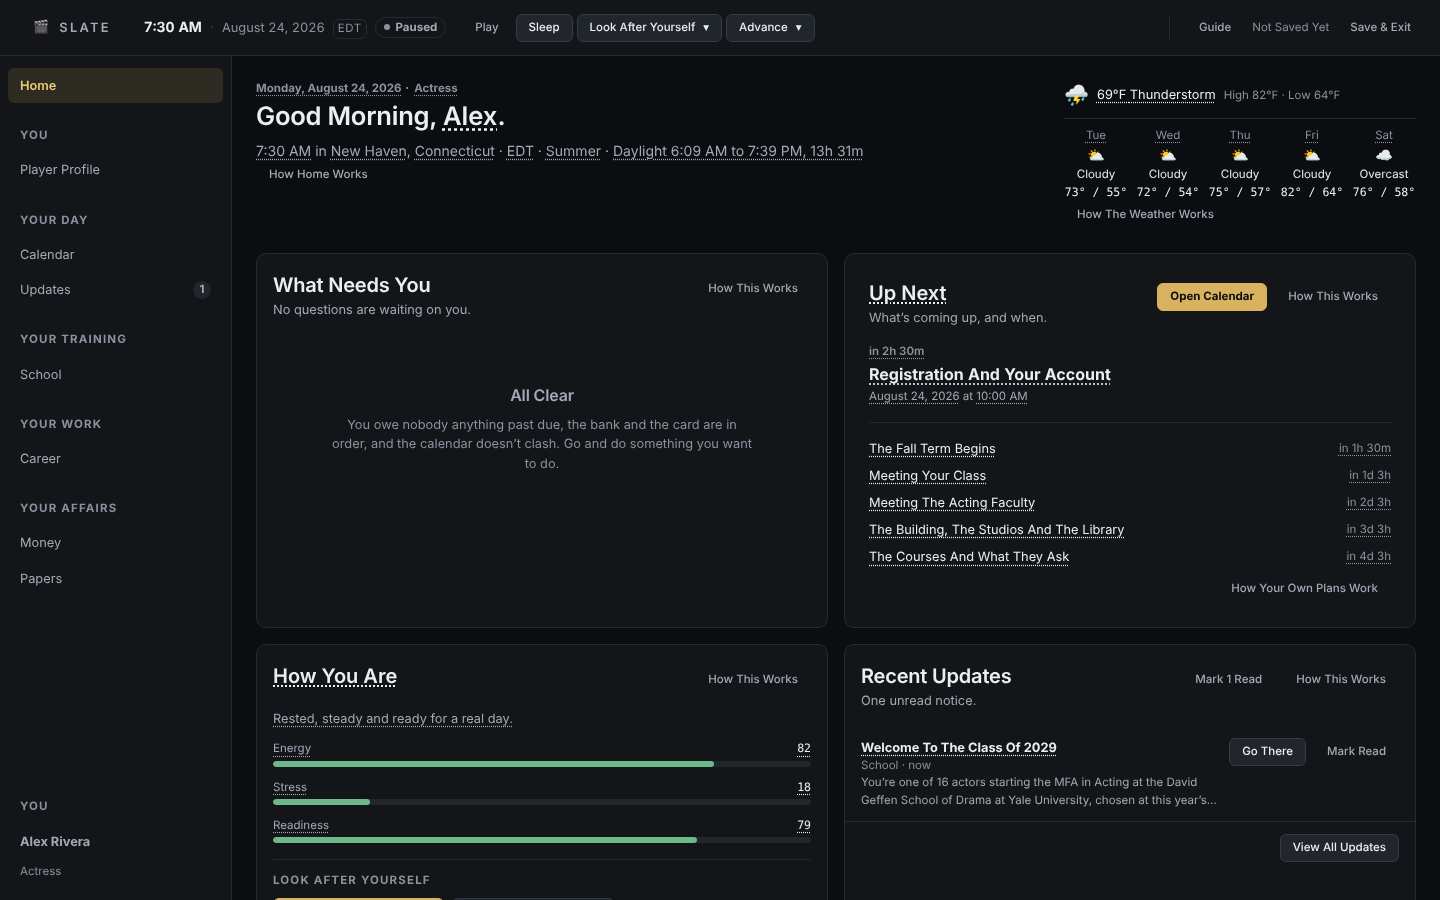 SLATE
7:30 AM · August 24, 2026 EDT Paused
Play
Sleep
Look After Yourself ▾
Advance ▾
Guide
Not Saved Yet
Save & Exit
Home
YOU
Player Profile
YOUR DAY
Calendar
Updates 1
YOUR TRAINING
School
YOUR WORK
Career
YOUR AFFAIRS
Money
Papers
YOU
Alex Rivera
Actress
Monday, August 24, 2026 · Actress
Good Morning, Alex.
7:30 AM in New Haven, Connecticut · EDT · Summer · Daylight 6:09 AM to 7:39 PM, 13h 31m
How Home Works
69°F Thunderstorm High 82°F · Low 64°F
Tue Wed Thu Fri Sat
Cloudy Cloudy Cloudy Cloudy Overcast
73° / 55° 72° / 54° 75° / 57° 82° / 64° 76° / 58°
How The Weather Works
What Needs You
How This Works
No questions are waiting on you.
All Clear
You owe nobody anything past due, the bank and the card are in
order, and the calendar doesn’t clash. Go and do something you want
to do.
Up Next
Open Calendar
How This Works
What’s coming up, and when.
in 2h 30m
Registration And Your Account
August 24, 2026 at 10:00 AM
The Fall Term Begins in 1h 30m
Meeting Your Class in 1d 3h
Meeting The Acting Faculty in 2d 3h
The Building, The Studios And The Library in 3d 3h
The Courses And What They Ask in 4d 3h
How Your Own Plans Work
How You Are
How This Works
Rested, steady and ready for a real day.
Energy 82
Stress 18
Readiness 79
LOOK AFTER YOURSELF
Recent Updates
Mark 1 Read
How This Works
One unread notice.
Welcome To The Class Of 2029
Go There
Mark Read
School · now
You’re one of 16 actors starting the MFA in Acting at the David
Geffen School of Drama at Yale University, chosen at this year’s...
View All Updates